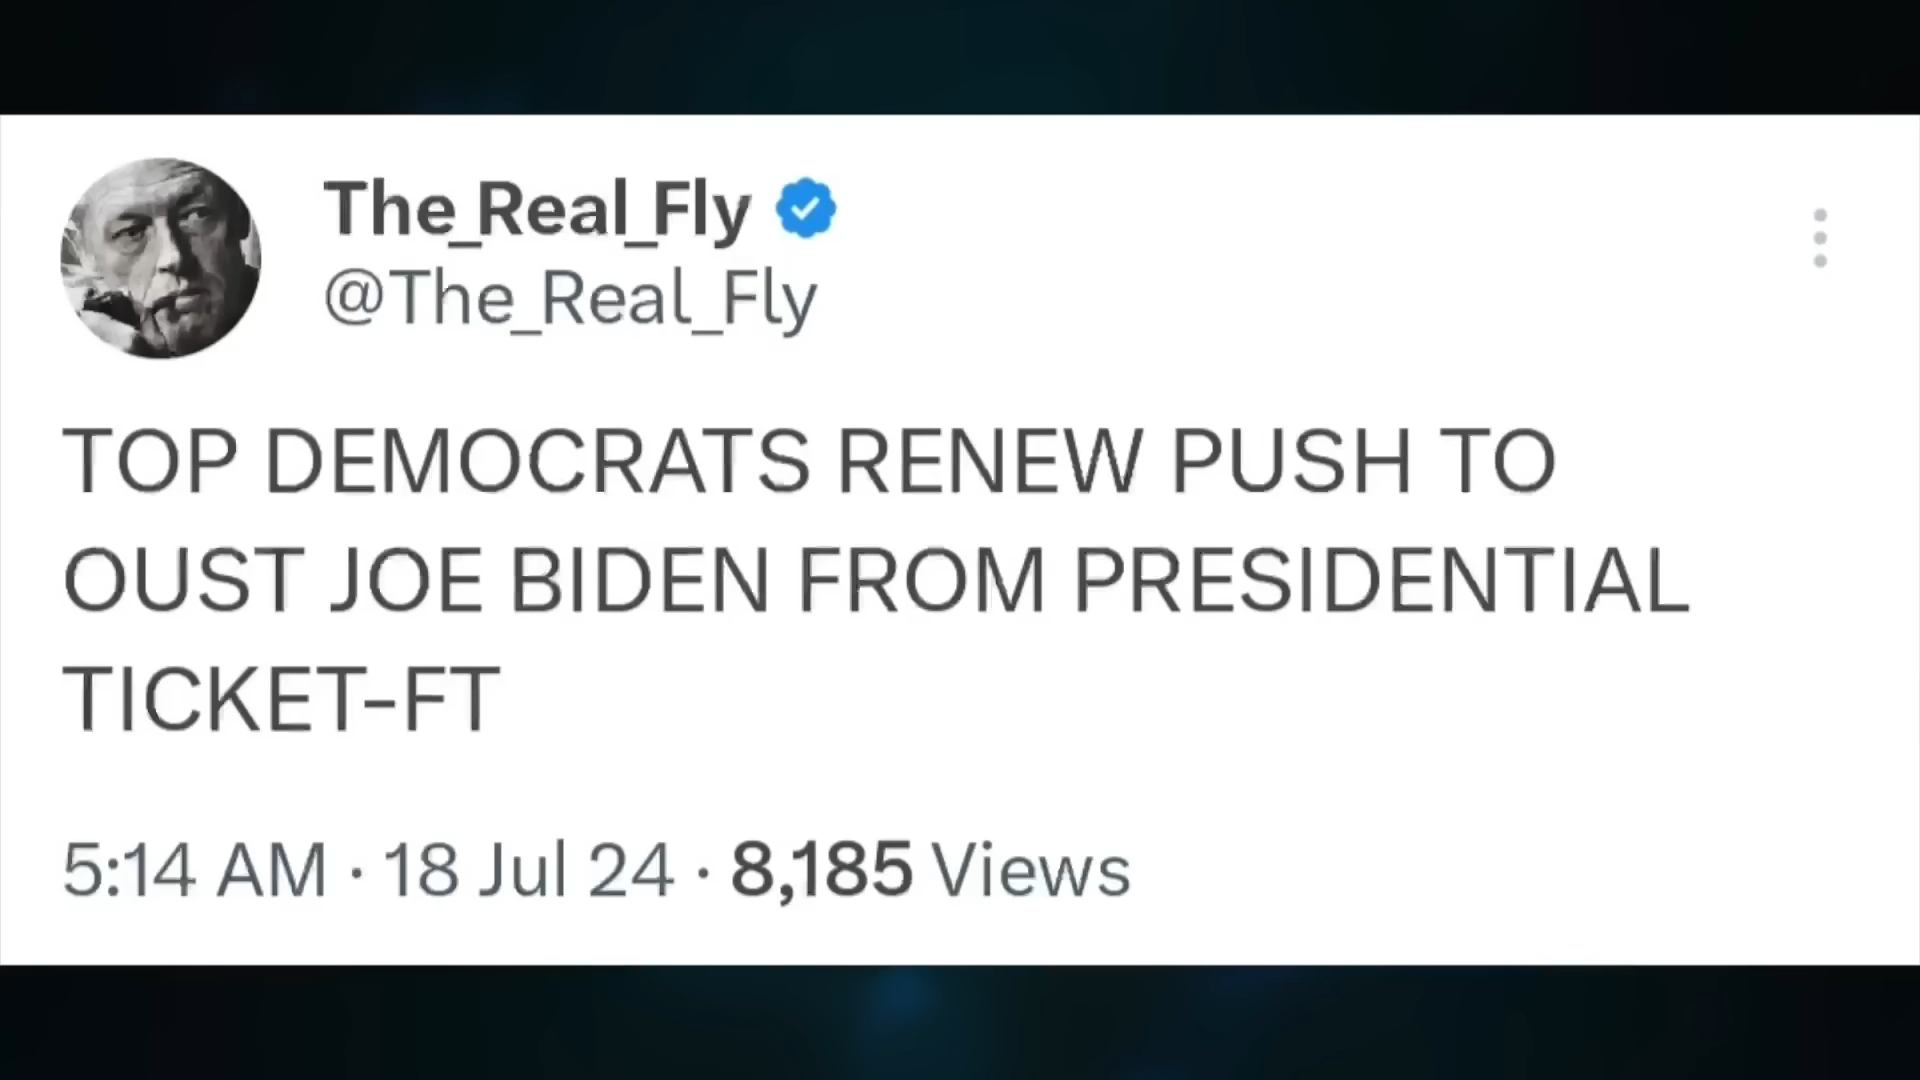 The_Real_Fly
@The_Real_Fly
TOP DEMOCRATS RENEW PUSH TO
OUST JOE BIDEN FROM PRESIDENTIAL
TICKET-FT
5:14 AM · 18 Jul 24 · 8,185 Views